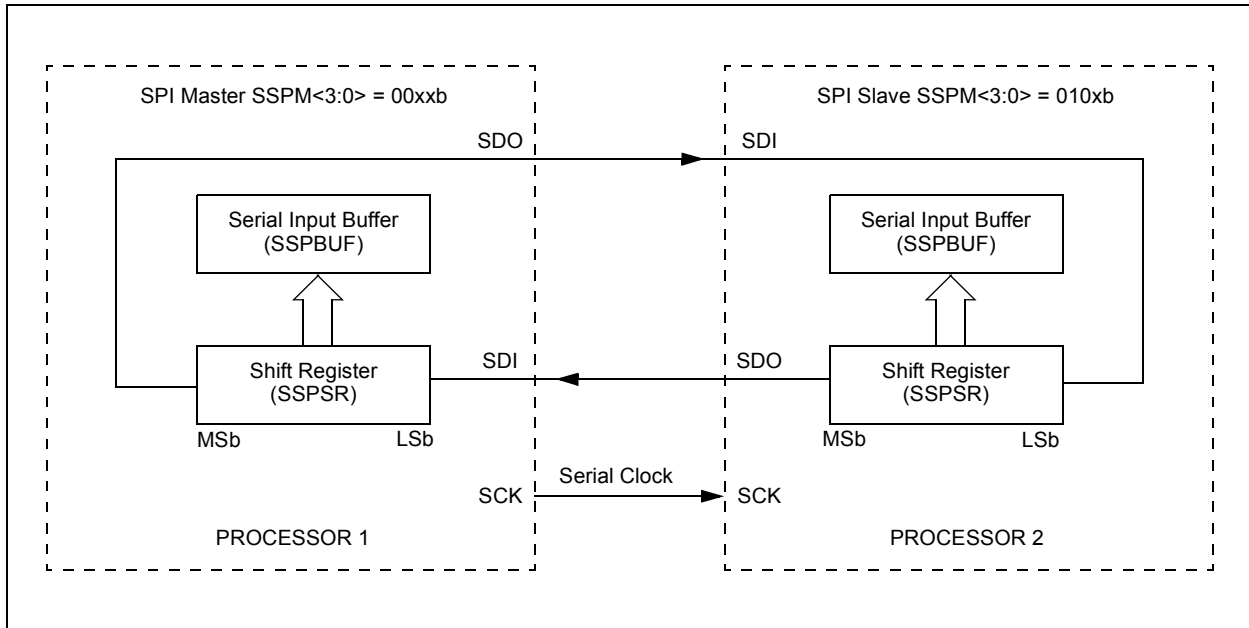 SPI Master SSPM<3:0> = 00xxb
SPI Slave SSPM<3:0> = 010xb
SDO
SDI
Serial Input Buffer
(SSPBUF)
Serial Input Buffer
(SSPBUF)
Shift Register
(SSPSR)
SDI
SDO
Shift Register
(SSPSR)
MSb
LSb
MSb
LSb
SCK
Serial Clock
SCK
PROCESSOR 1
PROCESSOR 2